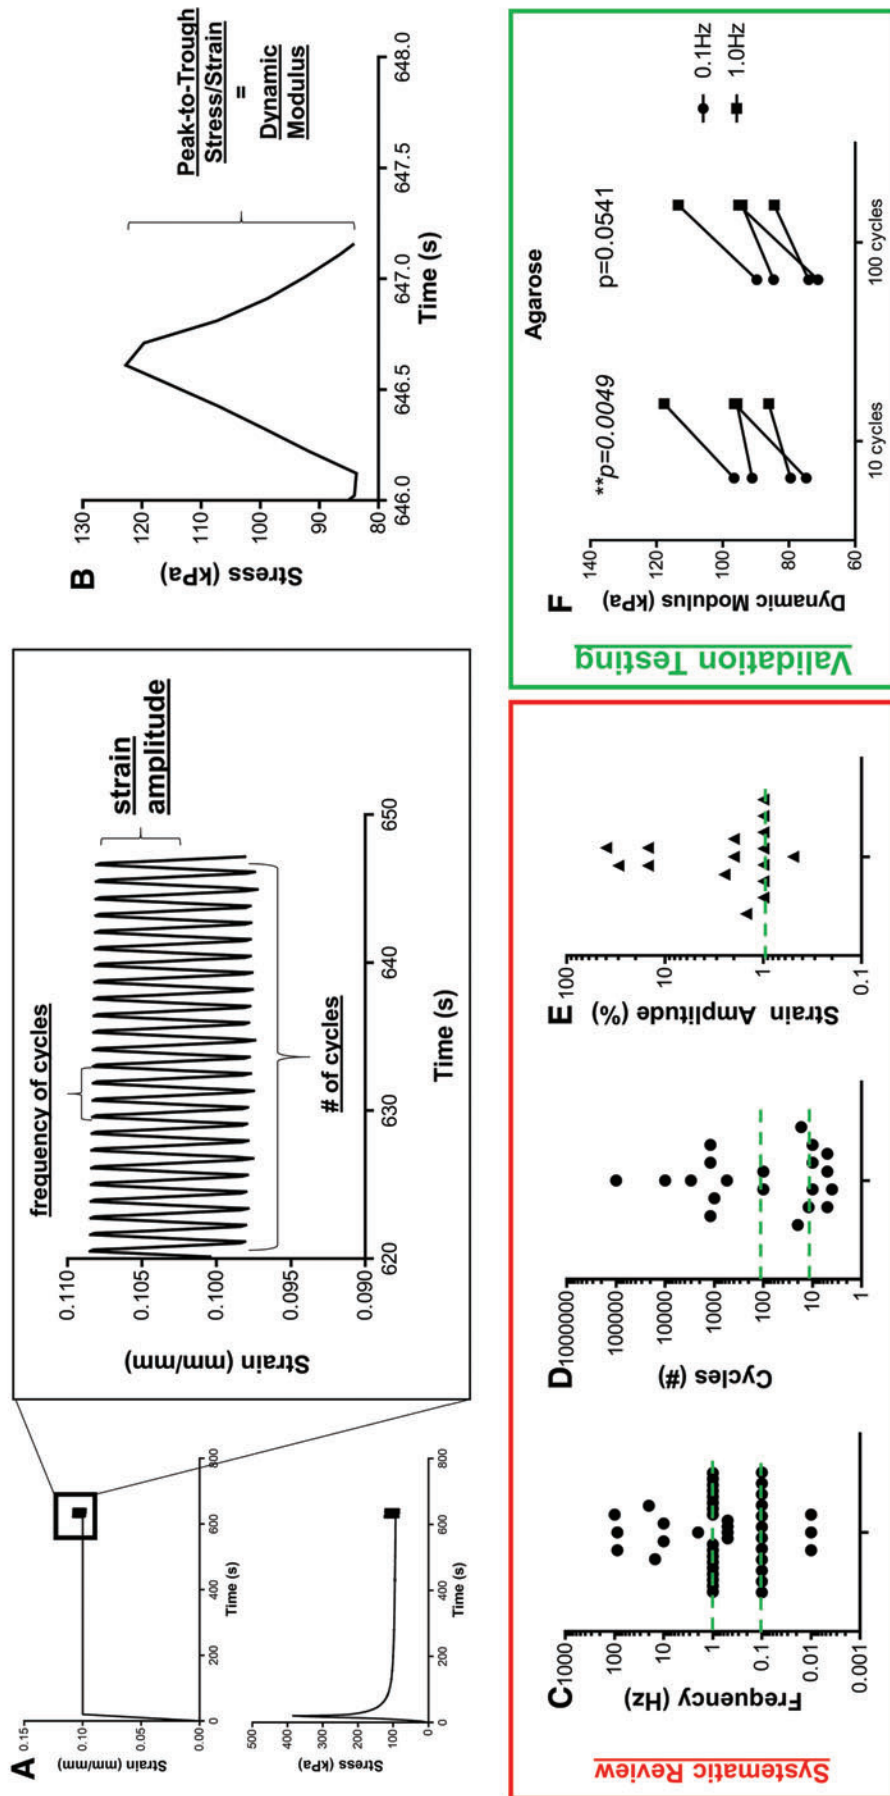 A
Strain (mm/mm)
0.15
0.10
0.05
0.00
0
200
400
600
800
Time (s)
Stress (kPa)
500
400
300
200
100
0
0
200
400
600
800
Time (s)
frequency of cycles
strain
amplitude
# of cycles
Strain (mm/mm)
0.110
0.105
0.100
0.095
0.090
620
630
640
650
Time (s)
B
Stress (kPa)
130
120
110
100
90
80
646.0
646.5
647.0
647.5
648.0
Time (s)
Peak-to-Trough
Stress/Strain
=
Dynamic
Modulus
Systematic Review
C
Frequency (Hz)
1000
100
10
1
0.1
0.01
0.001
D
Cycles (#)
1000000
100000
10000
1000
100
10
1
E
Strain Amplitude (%)
100
10
1
0.1
Validation Testing
F
Agarose
Dynamic Modulus (kPa)
140
120
100
80
60
**p=0.0049
p=0.0541
10 cycles
100 cycles
0.1Hz
1.0Hz